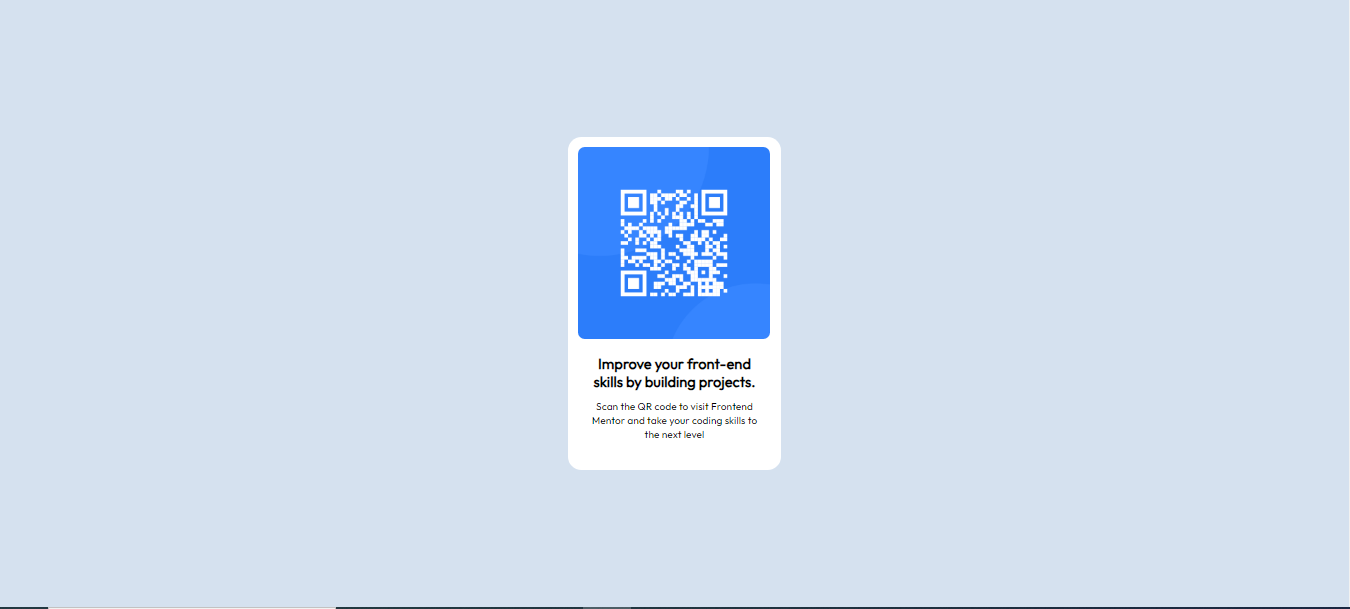 Improve your front-end
skills by building projects.
Scan the QR code to visit Frontend
Mentor and take your coding skills to
the next level